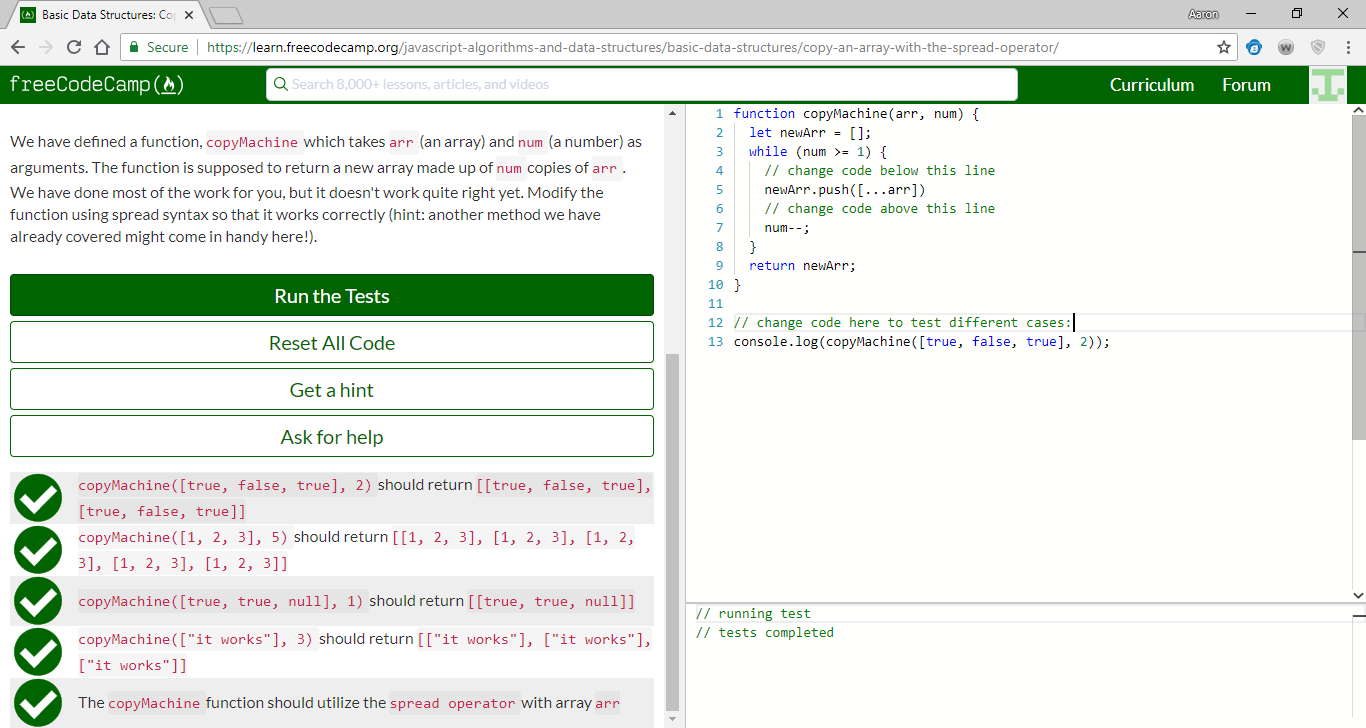 Basic Data Structures: Co
Aaron
Secure
https://learn.freecodecamp.org/javascript-algorithms-and-data-structures/basic-data-structures/copy-an-array-with-the-spread-operator/
W
freeCodeCamp
Search 8,000+ lessons, articles, and videos
Curriculum
Forum
We have defined a function, copyMachine which takes arr (an array) and num (a number) as
arguments. The function is supposed to return a new array made up of num copies of arr .
We have done most of the work for you, but it doesn't work quite right yet. Modify the
function using spread syntax so that it works correctly (hint: another method we have
already covered might come in handy here!).
Run the Tests
Reset All Code
Get a hint
Ask for help
copyMachine([true, false, true], 2) should return [[true, false, true],
[true, false, true]]
copyMachine([1, 2, 3], 5) should return [[1, 2, 3], [1, 2, 3], [1, 2,
3], [1, 2, 3], [1, 2, 3]]
copyMachine([true, true, null], 1) should return [[true, true, null]]
copyMachine(["it works"], 3) should return [["it works"], ["it works"],
["it works"]]
The copyMachine function should utilize the spread operator with array arr
1 function copyMachine(arr, num) {
2 let newArr = [];
3 while (num >= 1) {
4 // change code below this line
5 newArr.push([...arr])
6 // change code above this line
7 num--;
8 }
9 return newArr;
10 }
11
12 // change code here to test different cases:
13 console.log(copyMachine([true, false, true], 2));
// running test
// tests completed